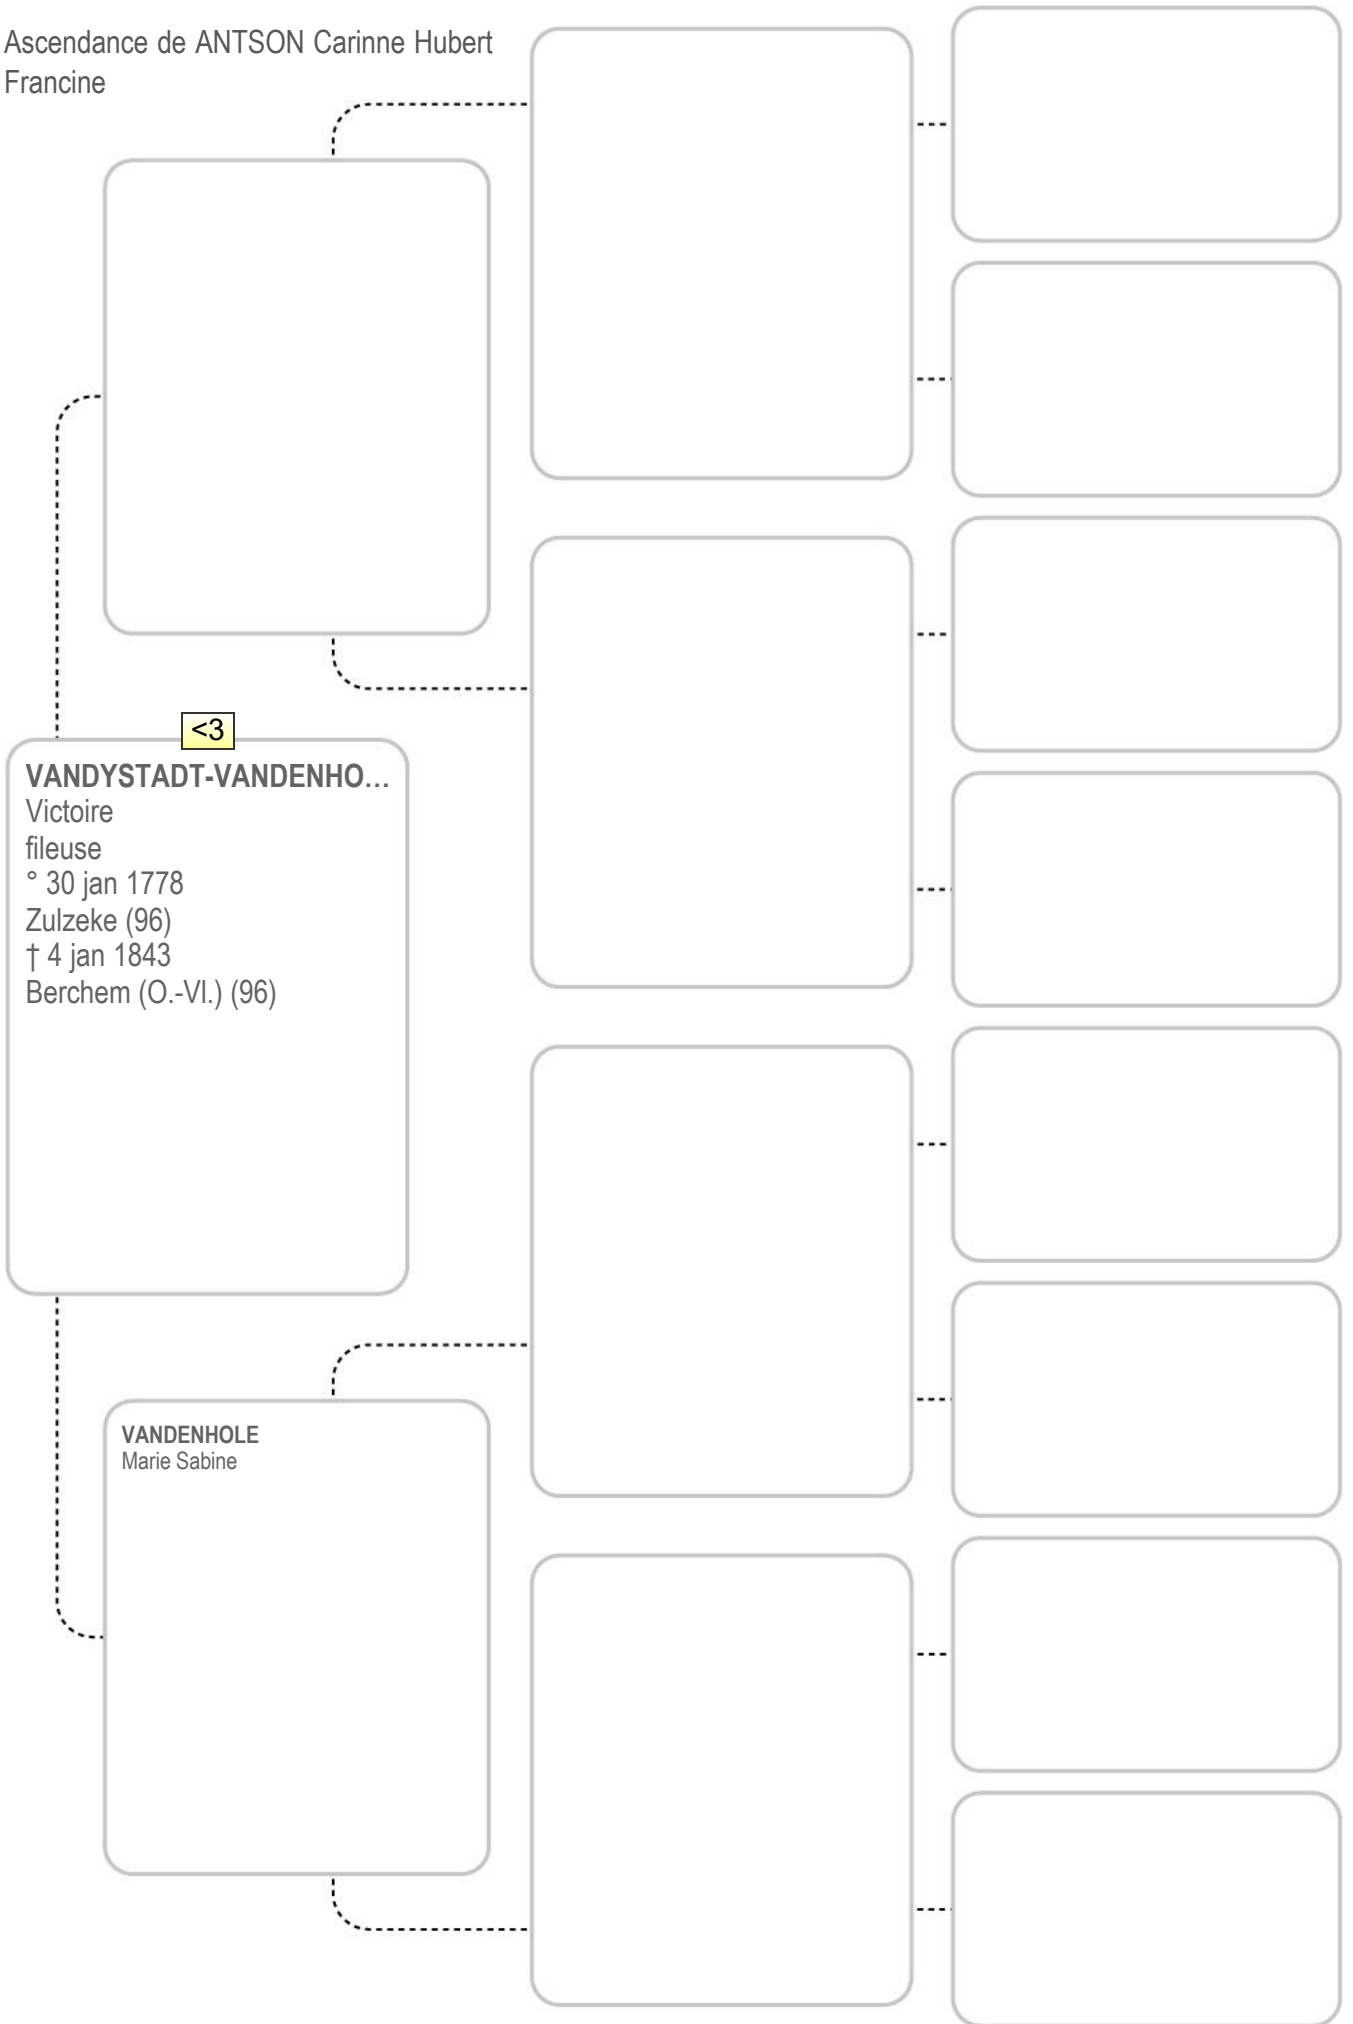 Ascendance de ANTSON Carinne Hubert
Francine
<3
VANDYSTADT-VANDENHO...
Victoire
fileuse
° 30 jan 1778
Zulzeke (96)
† 4 jan 1843
Berchem (O.-Vl.) (96)
VANDENHOLE
Marie Sabine